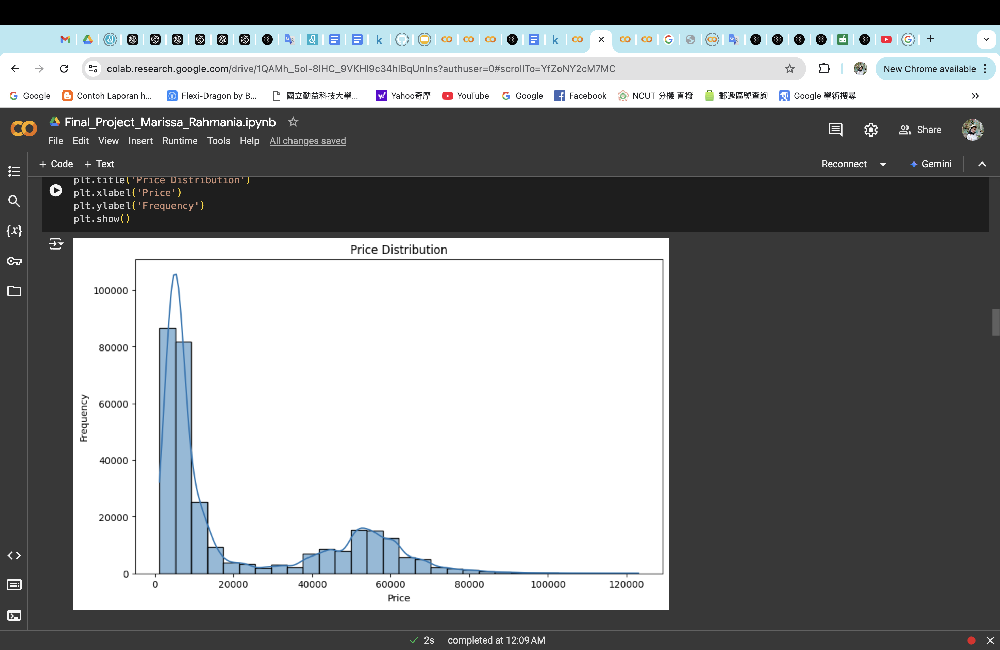 colab.research.google.com/drive/1QAMh_5ol-8IHC_9VKHl9c34hlBqUnIns?authuser=0#scrollTo=YfZoNY2cM7MC
New Chrome available
Google
Contoh Laporan h...
Flexi-Dragon by B...
國立勤益科技大學...
Yahoo奇摩
YouTube
Google
Facebook
NCUT 分機 直撥
郵遞區號查詢
Google 學術搜尋
Final_Project_Marissa_Rahmania.ipynb
Share
File Edit View Insert Runtime Tools Help All changes saved
+ Code + Text
Reconnect
Gemini
plt.title('Price Distribution')
plt.xlabel('Price')
plt.ylabel('Frequency')
plt.show()
{x}
Price Distribution
Frequency
100000
80000
60000
40000
20000
0
0 20000 40000 60000 80000 100000 120000
Price
2s completed at 12:09 AM